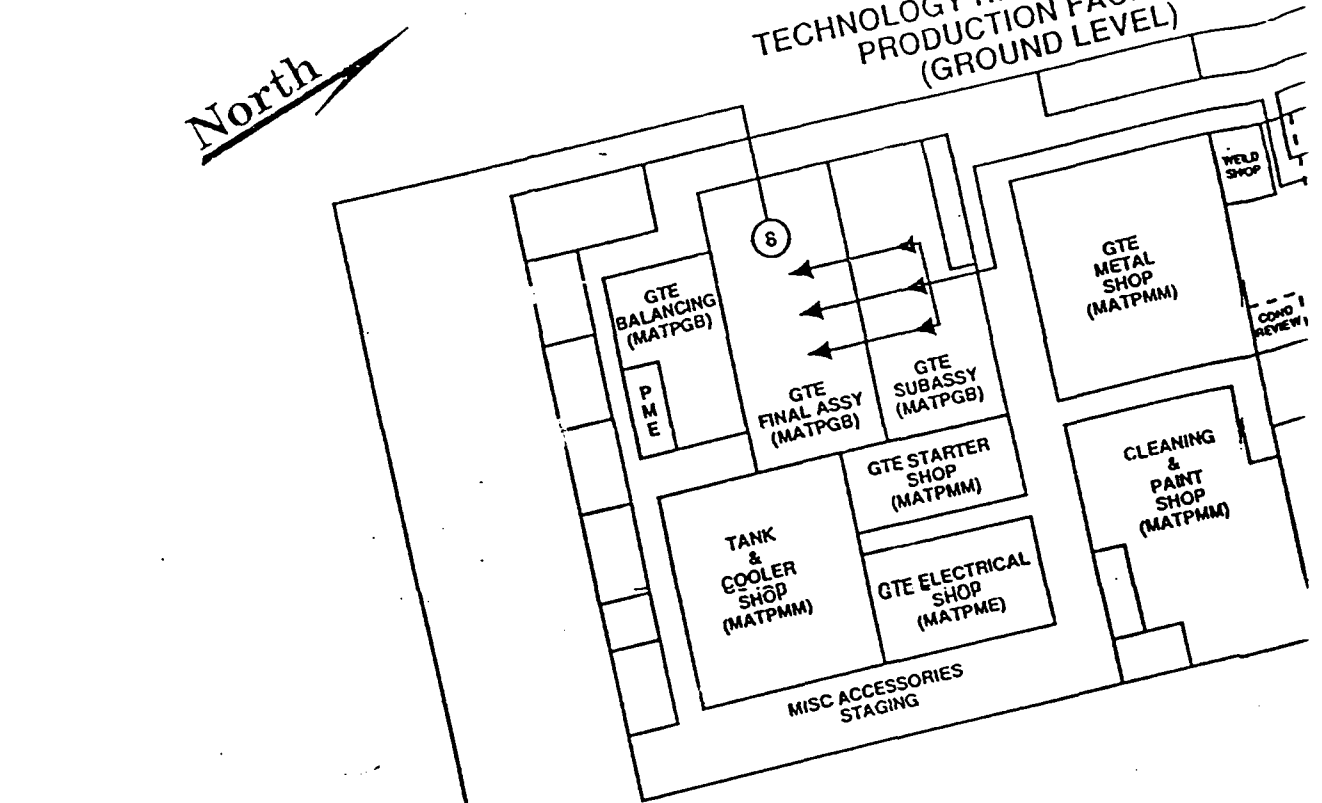 TECHNOLOGY
PRODUCTION
(GROUND LEVEL)
North
WELD
SHOP
8
GTE
METAL
SHOP
(MATPMM)
GTE
BALANCING
(MATPGB)
COND
REVIEW
PME
GTE
FINAL ASSY
(MATPGB)
GTE
SUBASSY
(MATPGB)
GTE STARTER
SHOP
(MATPMM)
CLEANING
&
PAINT
SHOP
(MATPMM)
TANK
&
COOLER
SHOP
(MATPMM)
GTE ELECTRICAL
SHOP
(MATPME)
MISC ACCESSORIES
STAGING